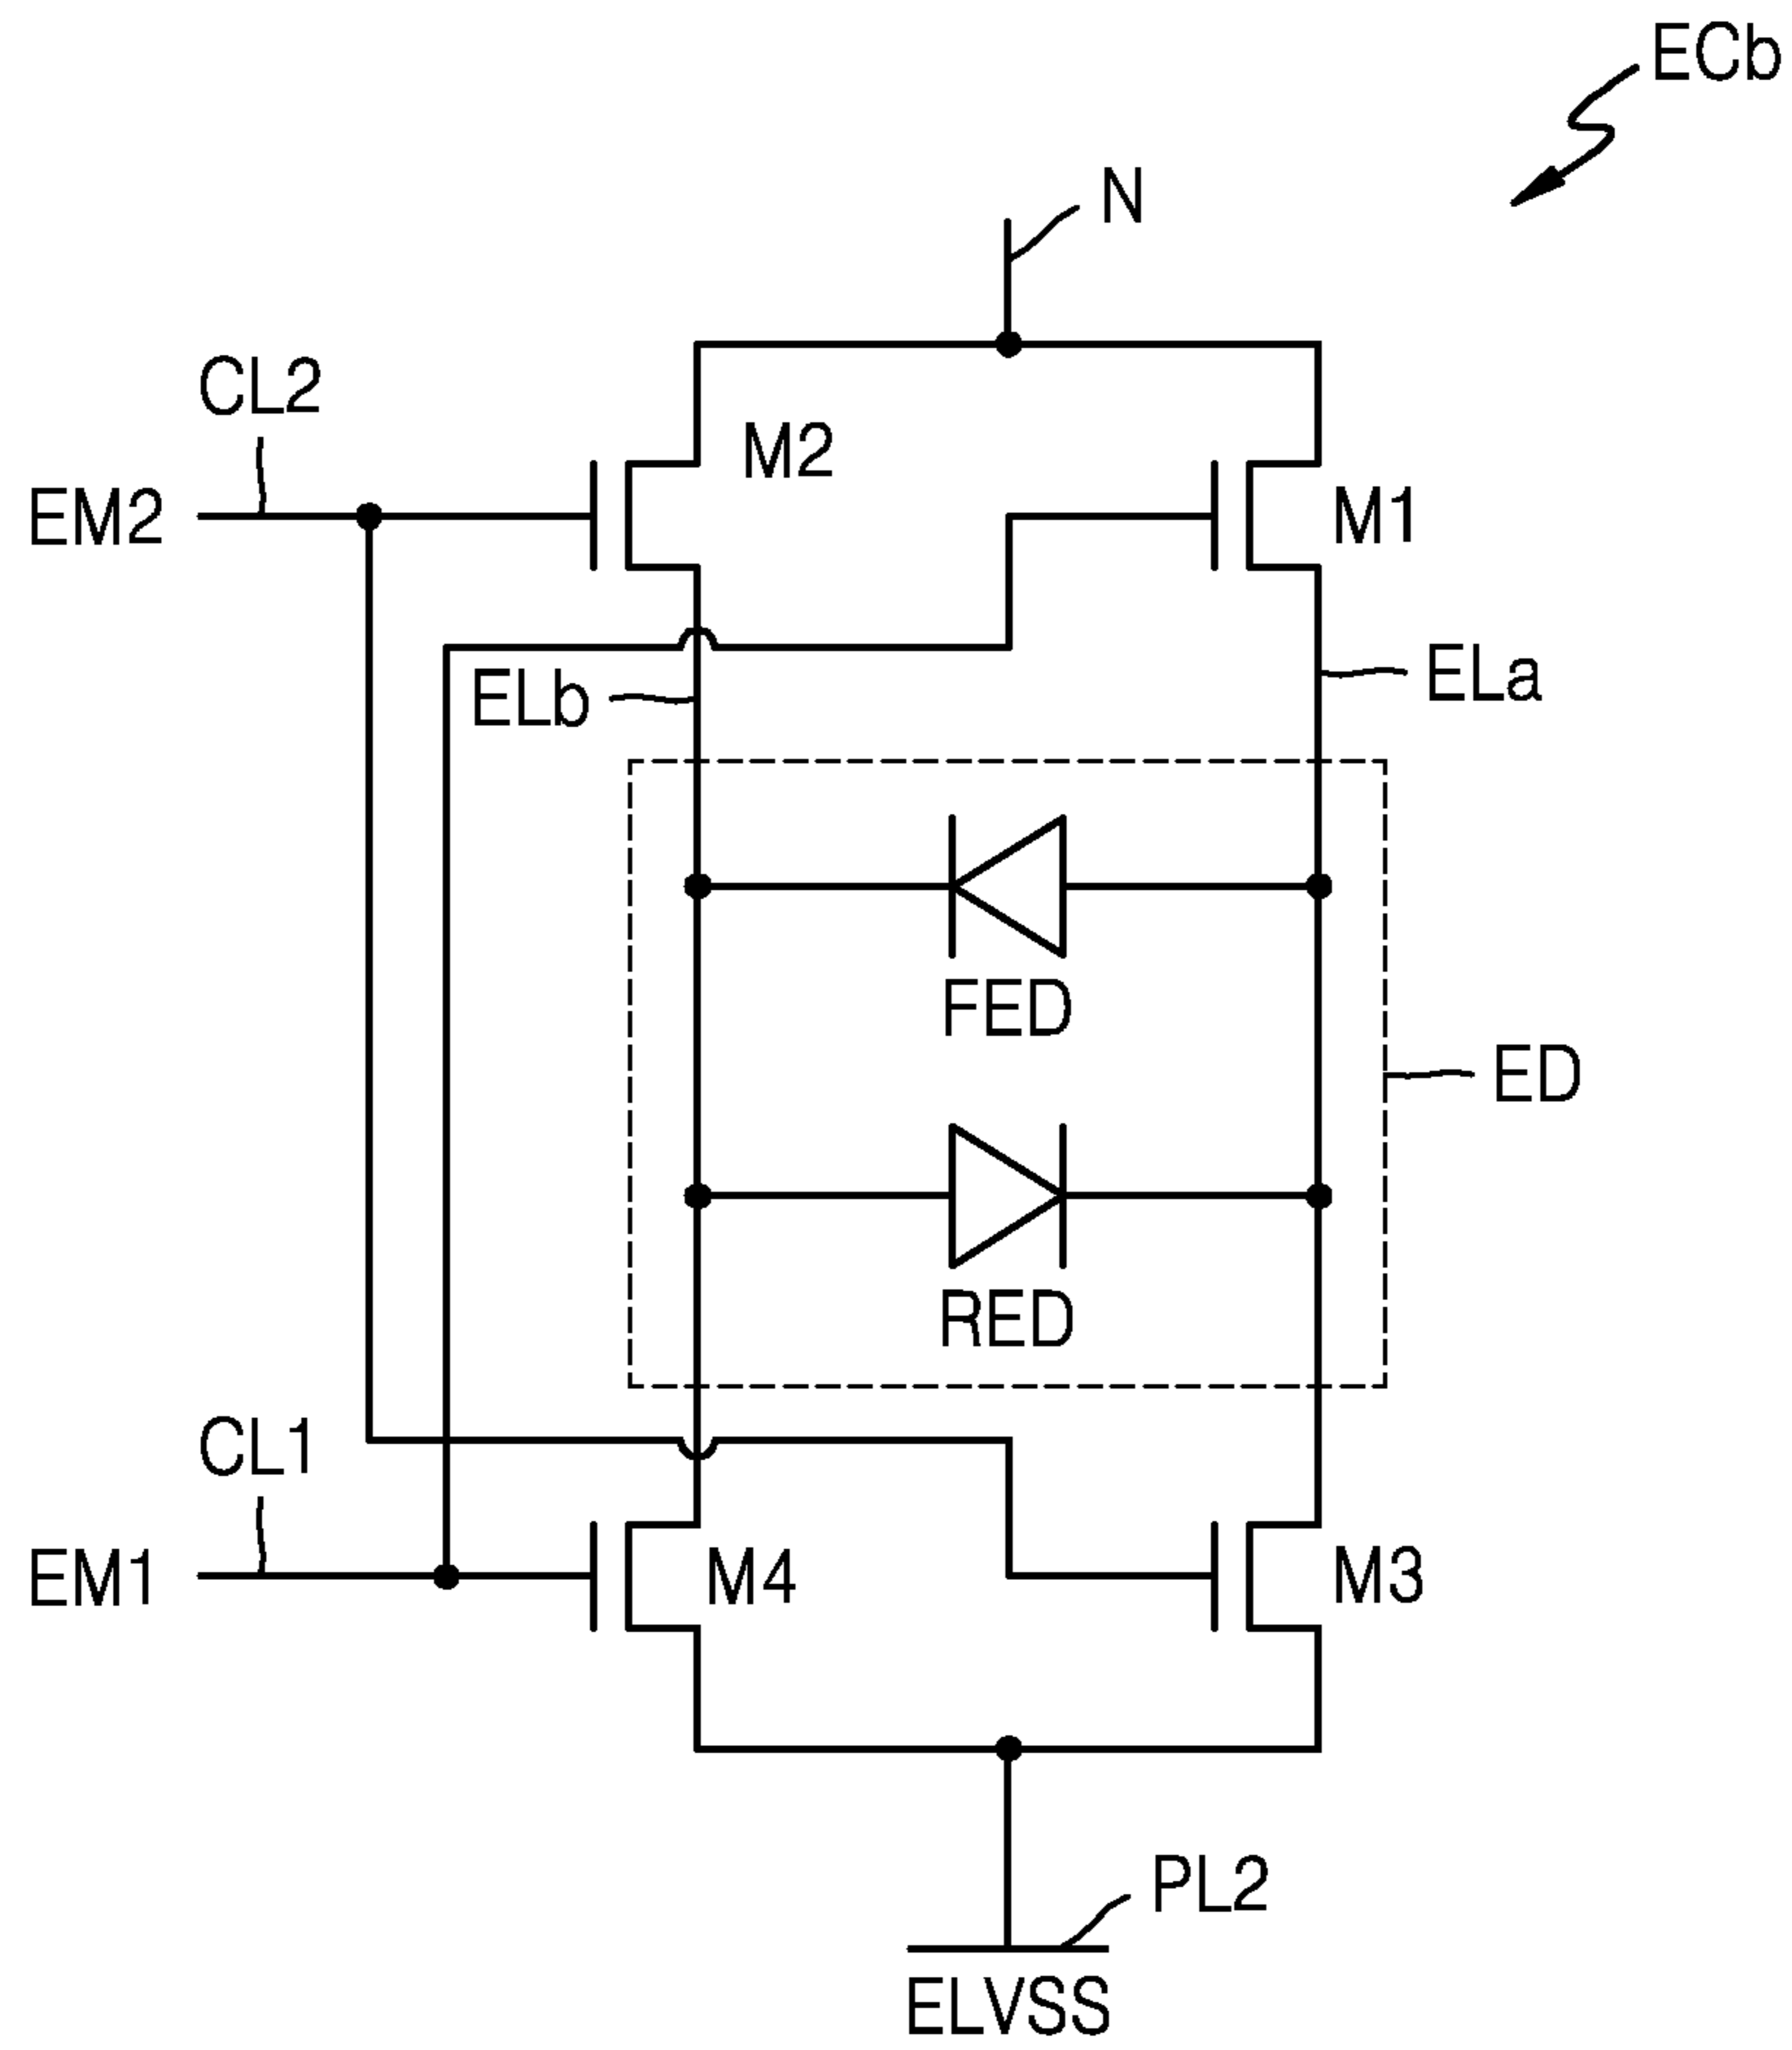 ECb
N
CL2
M2
EM2
M1
ELb
ELa
FED
ED
RED
CL1
EM1
M4
M3
PL2
ELVSS